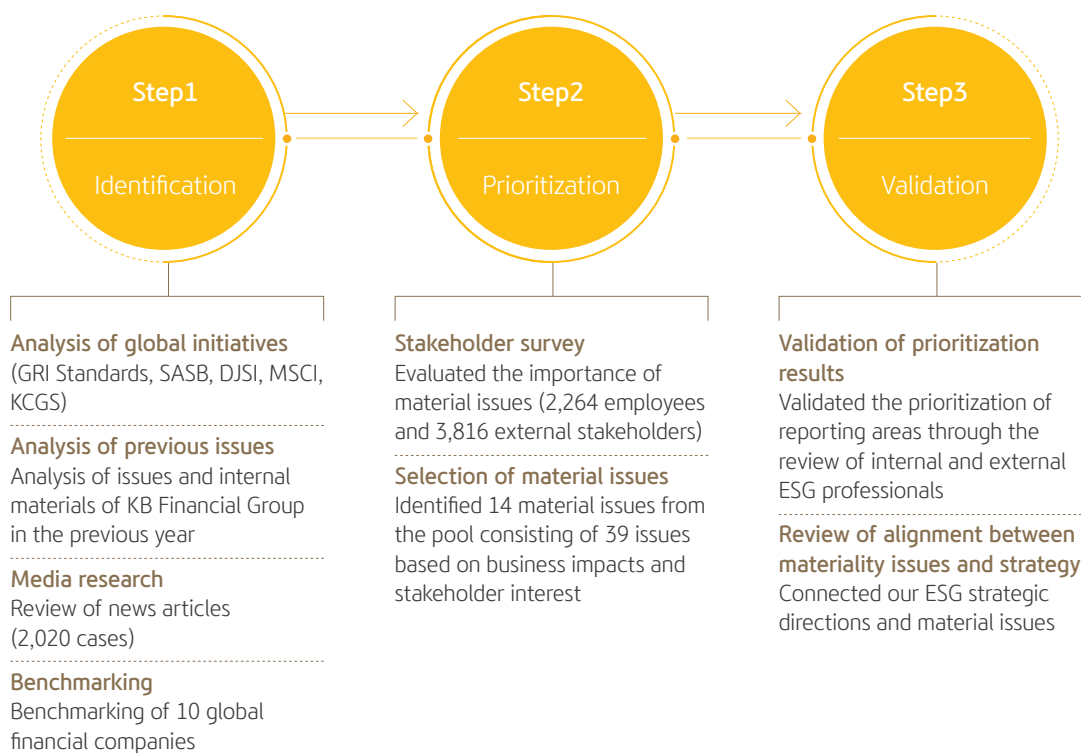 Step1
Identification
Step2
Prioritization
Step3
Validation
Analysis of global initiatives
(GRI Standards, SASB, DJSI, MSCI,
KCGS)
Analysis of previous issues
Analysis of issues and internal
materials of KB Financial Group
in the previous year
Media research
Review of news articles
(2,020 cases)
Benchmarking
Benchmarking of 10 global
financial companies
Stakeholder survey
Evaluated the importance of
material issues (2,264 employees
and 3,816 external stakeholders)
Selection of material issues
Identified 14 material issues from
the pool consisting of 39 issues
based on business impacts and
stakeholder interest
Validation of prioritization
results
Validated the prioritization of
reporting areas through the
review of internal and external
ESG professionals
Review of alignment between
materiality issues and strategy
Connected our ESG strategic
directions and material issues